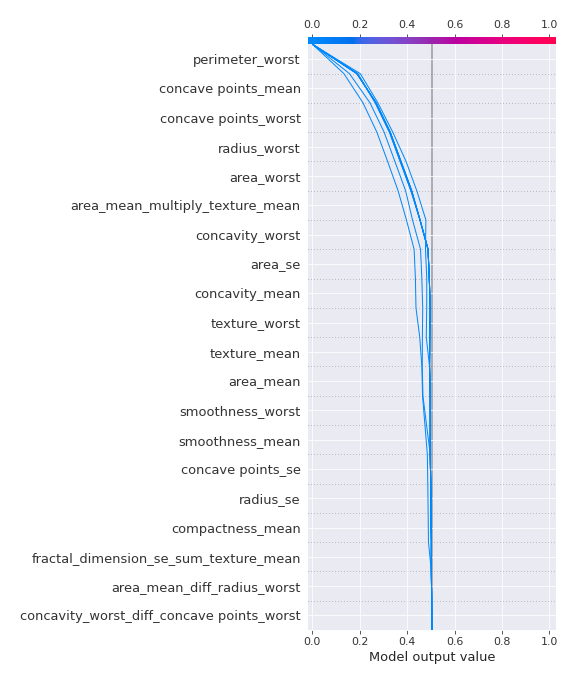 0.0 0.2 0.4 0.6 0.8 1.0
perimeter_worst
concave points_mean
concave points_worst
radius_worst
area_worst
area_mean_multiply_texture_mean
concavity_worst
area_se
concavity_mean
texture_worst
texture_mean
area_mean
smoothness_worst
smoothness_mean
concave points_se
radius_se
compactness_mean
fractal_dimension_se_sum_texture_mean
area_mean_diff_radius_worst
concavity_worst_diff_concave points_worst
0.0 0.2 0.4 0.6 0.8 1.0
Model output value